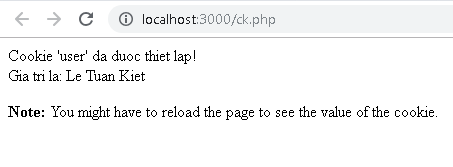 localhost:3000/ck.php
Cookie 'user' da duoc thiet lap!
Gia tri la: Le Tuan Kiet
Note: You might have to reload the page to see the value of the cookie.